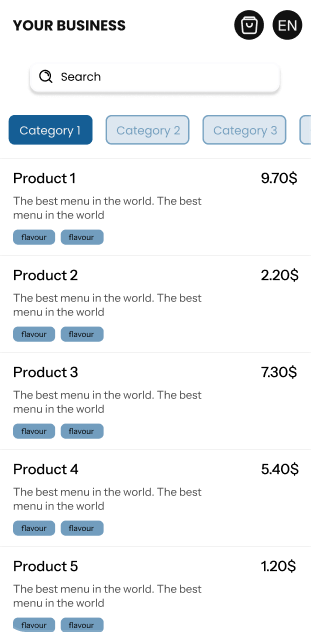 YOUR BUSINESS
EN
Search
Category 1 Category 2 Category 3
Product 1 9.70$
The best menu in the world. The best
menu in the world
flavour flavour
Product 2 2.20$
The best menu in the world. The best
menu in the world
flavour flavour
Product 3 7.30$
The best menu in the world. The best
menu in the world
flavour flavour
Product 4 5.40$
The best menu in the world. The best
menu in the world
flavour flavour
Product 5 1.20$
The best menu in the world. The best
menu in the world
flavour flavour